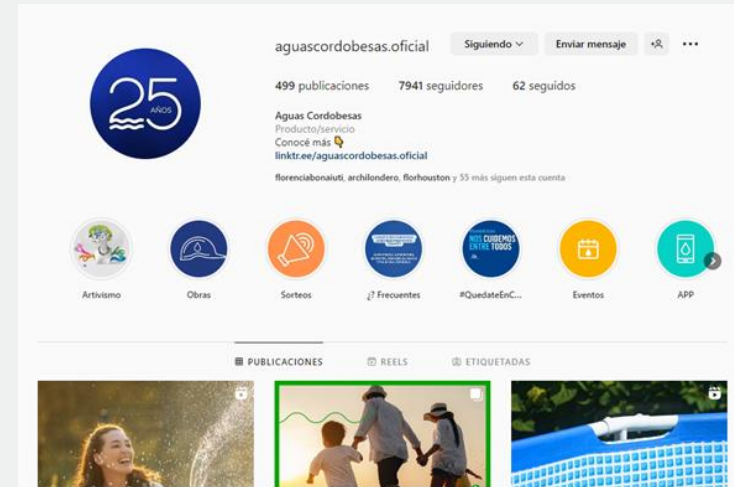 25
AÑOS
aguascordobesas.oficial
Siguiendo
Enviar mensaje
499 publicaciones 7941 seguidores 62 seguidos
Aguas Cordobesas
Producto/servicio
Conocé más 👇
linktr.ee/aguascordobesas.oficial
florenciabonaiuti, archilondero, florhouston y 55 más siguen esta cuenta
NOS CUIDEMOS
ENTRE TODOS
Artivismo
Obras
Sorteos
¿? Frecuentes
#QuedateEnC...
Eventos
APP
PUBLICACIONES
REELS
ETIQUETADAS